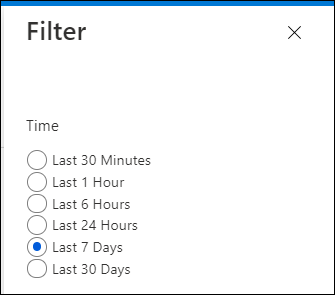 Filter
Time
Last 30 Minutes
Last 1 Hour
Last 6 Hours
Last 24 Hours
Last 7 Days
Last 30 Days